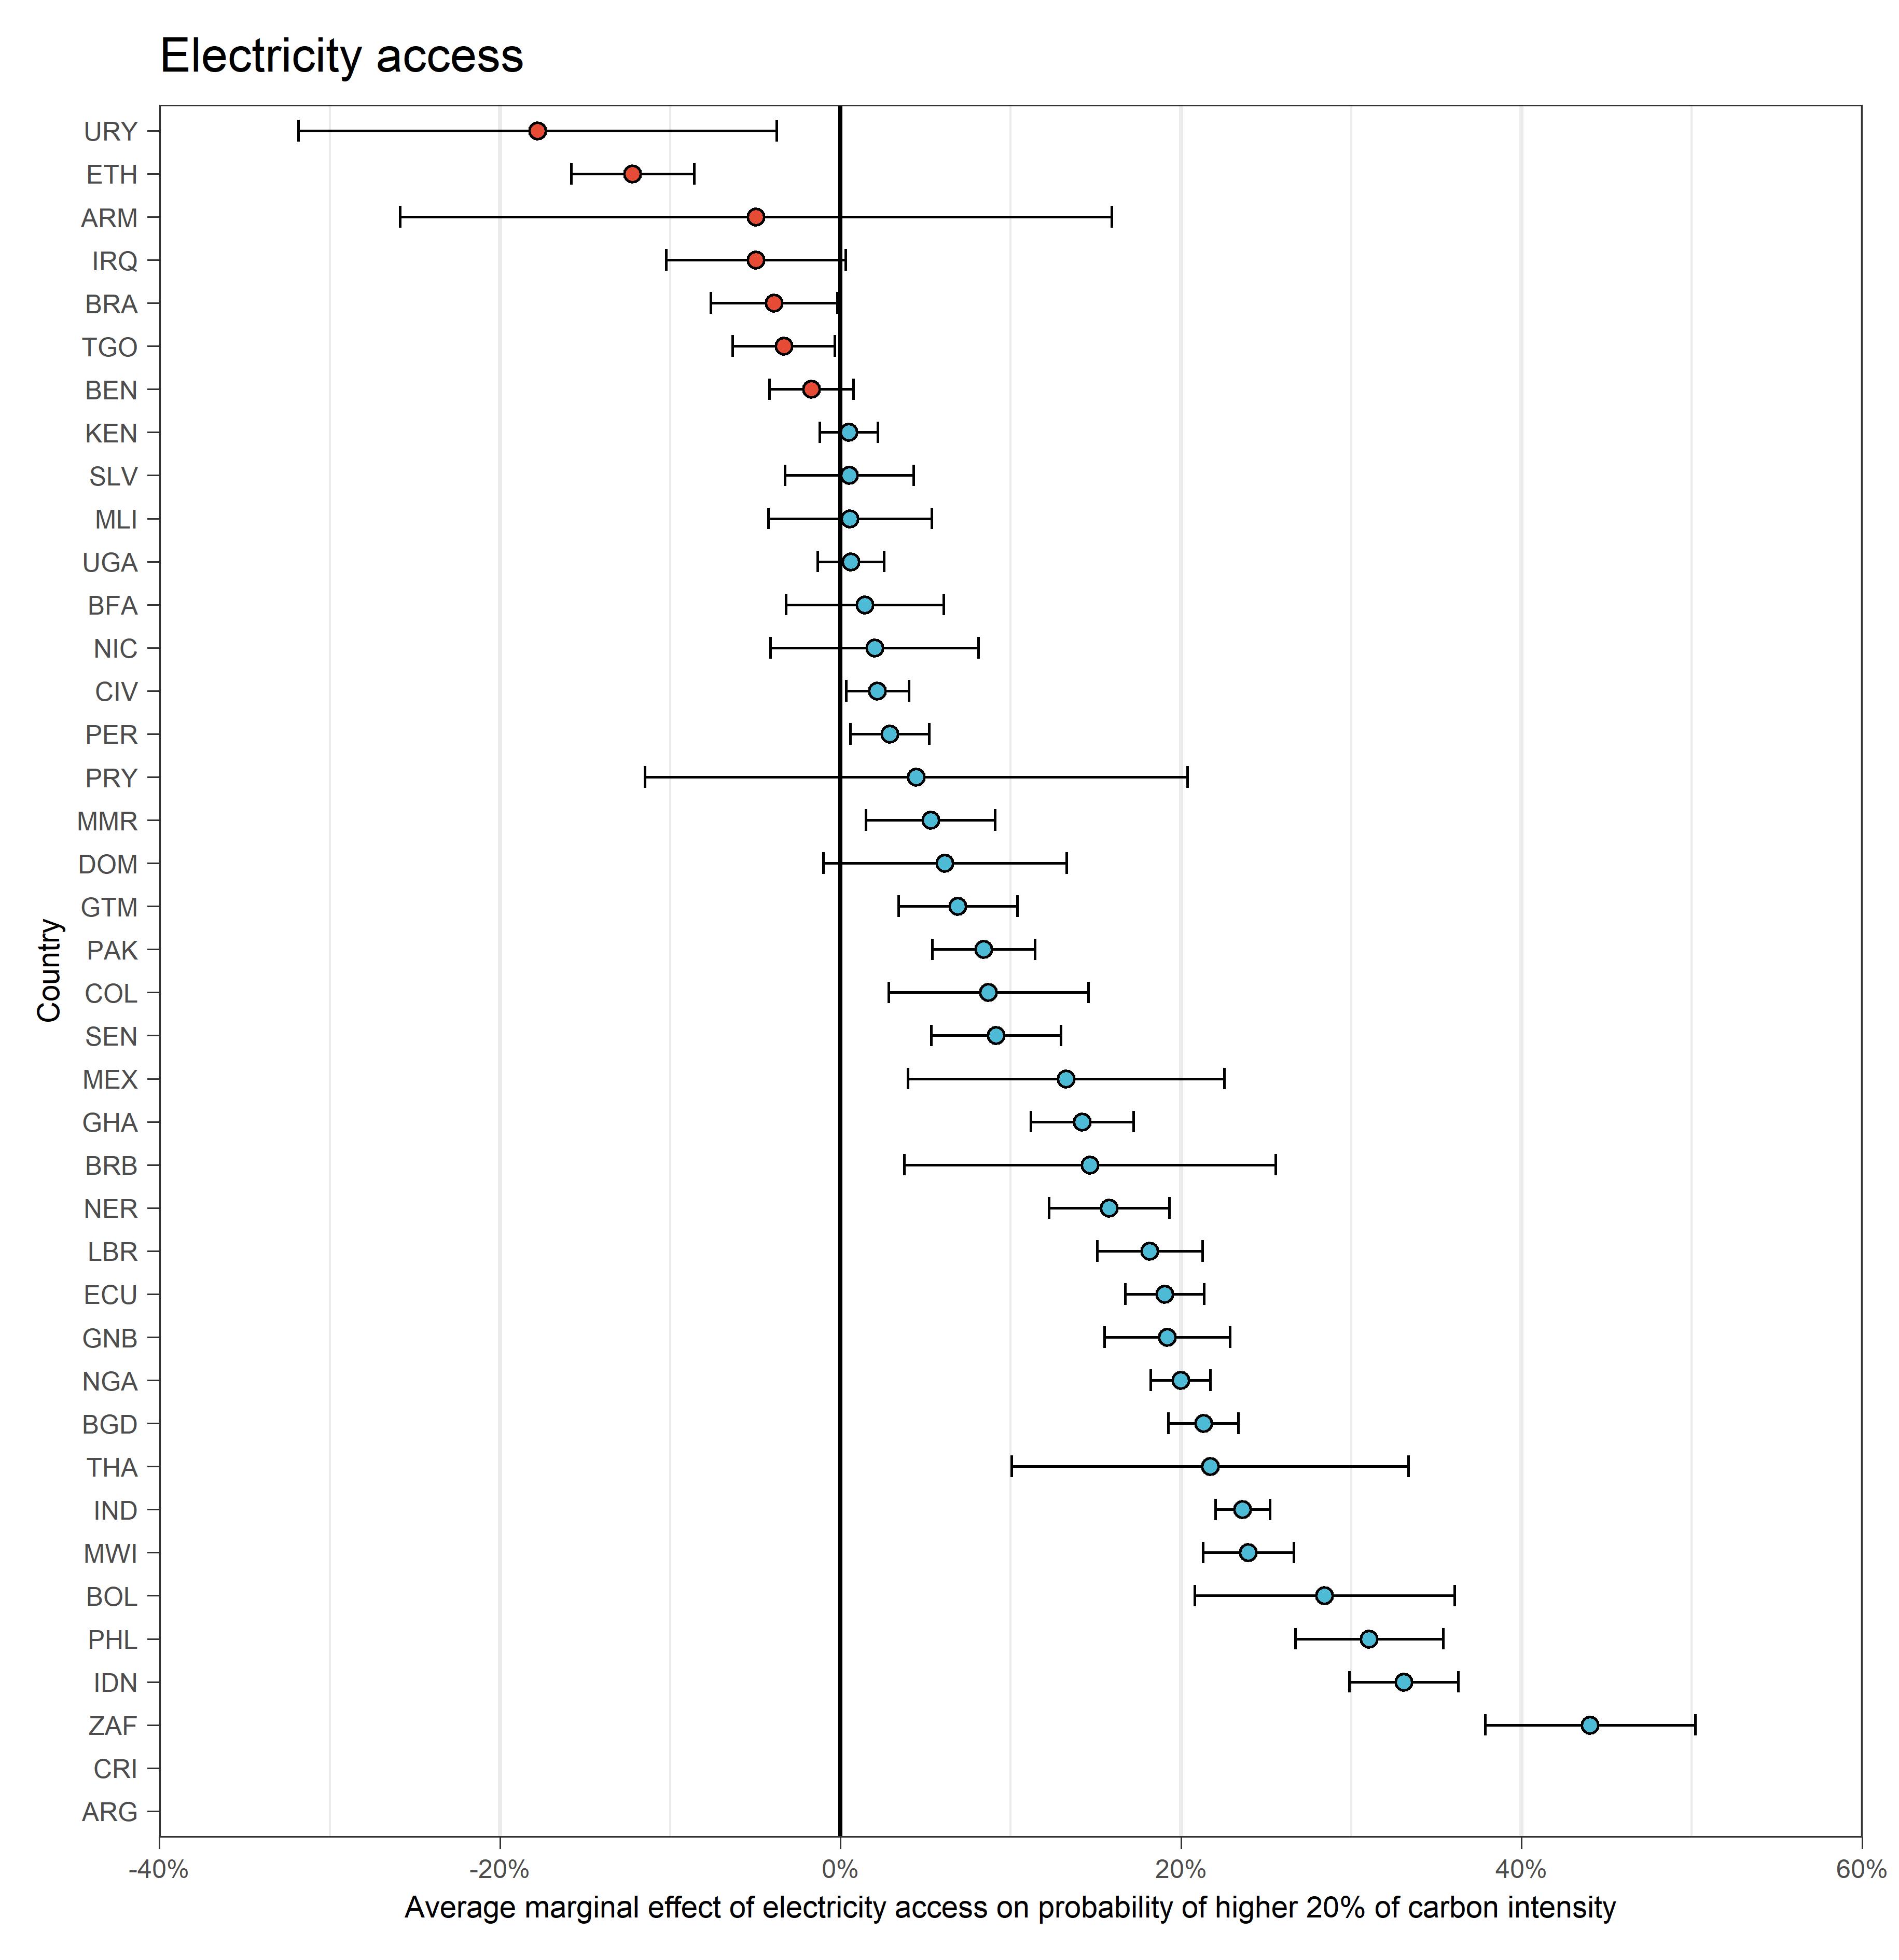 Electricity access
Country
URY
ETH
ARM
IRQ
BRA
TGO
BEN
KEN
SLV
MLI
UGA
BFA
NIC
CIV
PER
PRY
MMR
DOM
GTM
PAK
COL
SEN
MEX
GHA
BRB
NER
LBR
ECU
GNB
NGA
BGD
THA
IND
MWI
BOL
PHL
IDN
ZAF
CRI
ARG
-40% -20% 0% 20% 40% 60%
Average marginal effect of electricity access on probability of higher 20% of carbon intensity